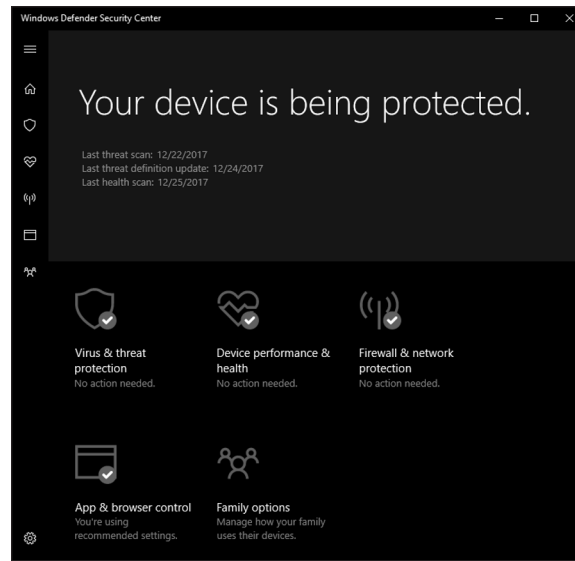 Windows Defender Security Center
Your device is being protected.
Last threat scan: 12/22/2017
Last threat definition update: 12/24/2017
Last health scan: 12/25/2017
Virus & threat
protection
No action needed.
Device performance &
health
No action needed.
Firewall & network
protection
No action needed.
App & browser control
You're using
recommended settings.
Family options
Manage how your family
uses their devices.